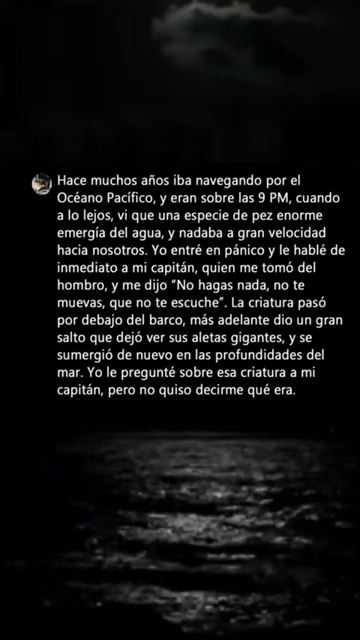 Hace muchos años iba navegando por el
Océano Pacífico, y eran sobre las 9 PM, cuando
a lo lejos, vi que una especie de pez enorme
emergía del agua, y nadaba a gran velocidad
hacia nosotros. Yo entré en pánico y le hablé de
inmediato a mi capitán, quien me tomó del
hombro, y me dijo “No hagas nada, no te
muevas, que no te escuche”. La criatura pasó
por debajo del barco, más adelante dio un gran
salto que dejó ver sus aletas gigantes, y se
sumergió de nuevo en las profundidades del
mar. Yo le pregunté sobre esa criatura a mi
capitán, pero no quiso decirme qué era.